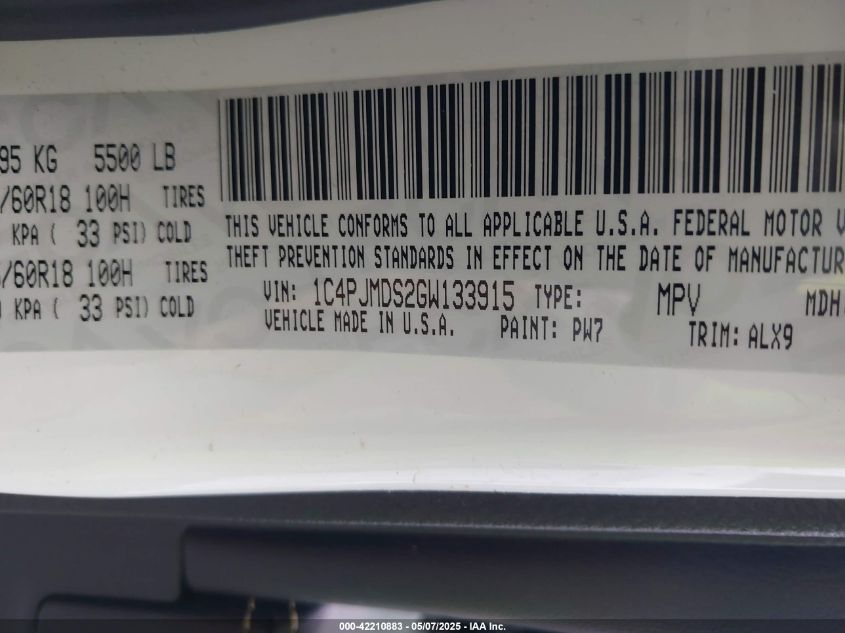 95 KG 5500 LB
/60R18 100H TIRES
KPA ( 33 PSI) COLD
/60R18 100H TIRES
KPA ( 33 PSI) COLD
THIS VEHICLE CONFORMS TO ALL APPLICABLE U.S.A. FEDERAL MOTOR V
THEFT PREVENTION STANDARDS IN EFFECT ON THE DATE OF MANUFACTUR
VIN: 1C4PJMDS2GW133915 TYPE: MPV MDH
VEHICLE MADE IN U.S.A. PAINT: PW7 TRIM: ALX9
000-42210883 - 05/07/2025 - IAA Inc.